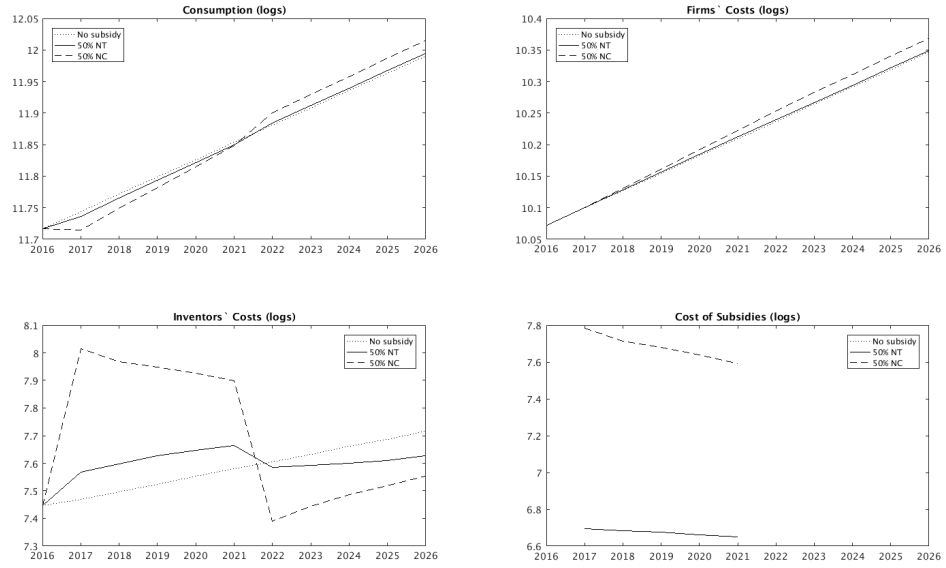 Consumption (logs)
12.05
12
11.95
11.9
11.85
11.8
11.75
11.7
No subsidy
50% NT
50% NC
2016 2017 2018 2019 2020 2021 2022 2023 2024 2025 2026
Firms` Costs (logs)
10.4
10.35
10.3
10.25
10.2
10.15
10.1
10.05
No subsidy
50% NT
50% NC
2016 2017 2018 2019 2020 2021 2022 2023 2024 2025 2026
Inventors` Costs (logs)
8.1
8
7.9
7.8
7.7
7.6
7.5
7.4
7.3
No subsidy
50% NT
50% NC
2016 2017 2018 2019 2020 2021 2022 2023 2024 2025 2026
Cost of Subsidies (logs)
7.8
7.6
7.4
7.2
7
6.8
6.6
No subsidy
50% NT
50% NC
2016 2017 2018 2019 2020 2021 2022 2023 2024 2025 2026